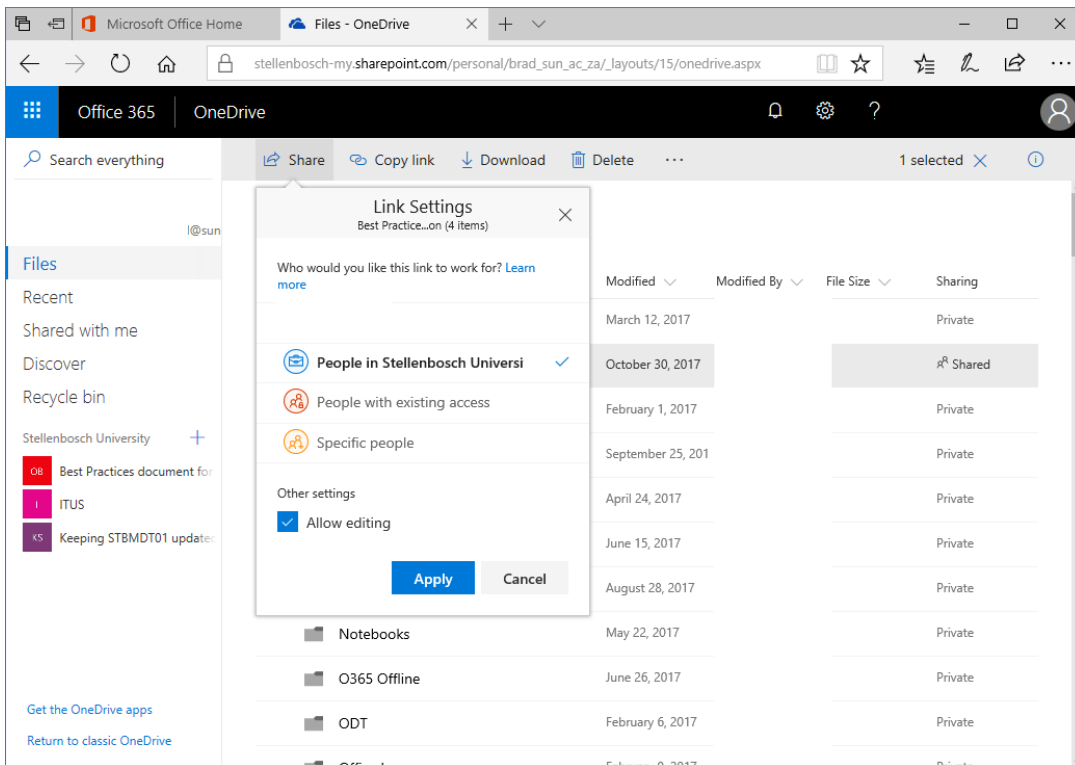 Microsoft Office Home
Files - OneDrive
stellenbosch-my.sharepoint.com/personal/brad_sun_ac_za/_layouts/15/onedrive.aspx
Office 365
OneDrive
?
Search everything
Share
Copy link
Download
Delete
...
1 selected
l@sun
Files
Recent
Shared with me
Discover
Recycle bin
Stellenbosch University
OB Best Practices document for
I ITUS
KS Keeping STBMDT01 updated
Get the OneDrive apps
Return to classic OneDrive
Link Settings
Best Practice...on (4 items)
Who would you like this link to work for? Learn
more
People in Stellenbosch Universi
People with existing access
Specific people
Other settings
Allow editing
Apply
Cancel
Modified
Modified By
File Size
Sharing
March 12, 2017 Private
October 30, 2017 Shared
February 1, 2017 Private
September 25, 201 Private
April 24, 2017 Private
June 15, 2017 Private
August 28, 2017 Private
Notebooks May 22, 2017 Private
O365 Offline June 26, 2017 Private
ODT February 6, 2017 Private